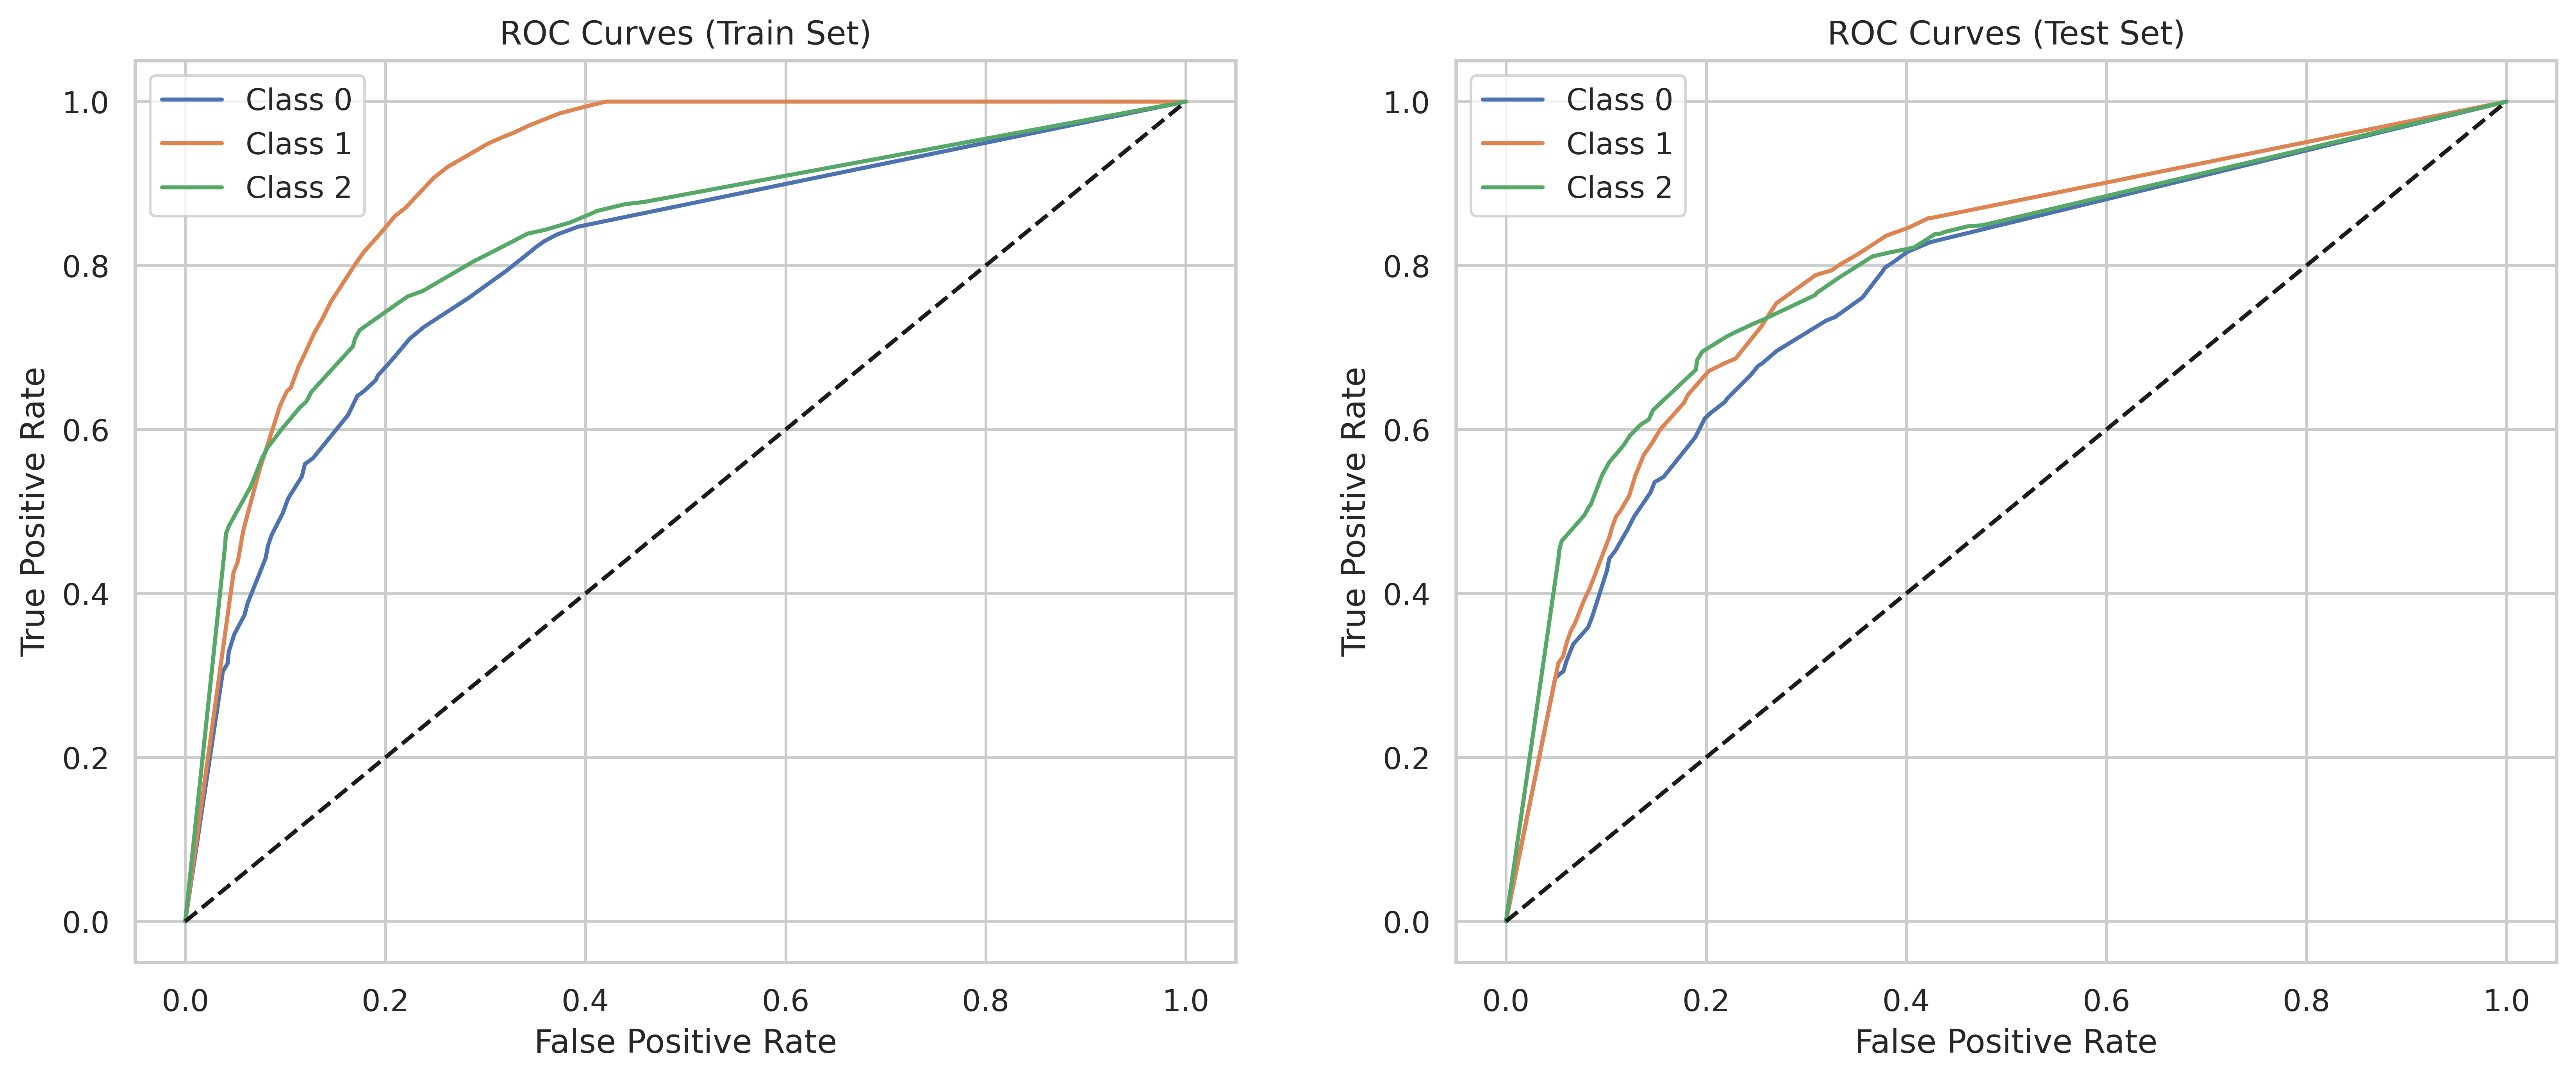 ROC Curves (Train Set)
Class 0
Class 1
Class 2
True Positive Rate
1.0
0.8
0.6
0.4
0.2
0.0
0.0 0.2 0.4 0.6 0.8 1.0
False Positive Rate
ROC Curves (Test Set)
Class 0
Class 1
Class 2
True Positive Rate
1.0
0.8
0.6
0.4
0.2
0.0
0.0 0.2 0.4 0.6 0.8 1.0
False Positive Rate